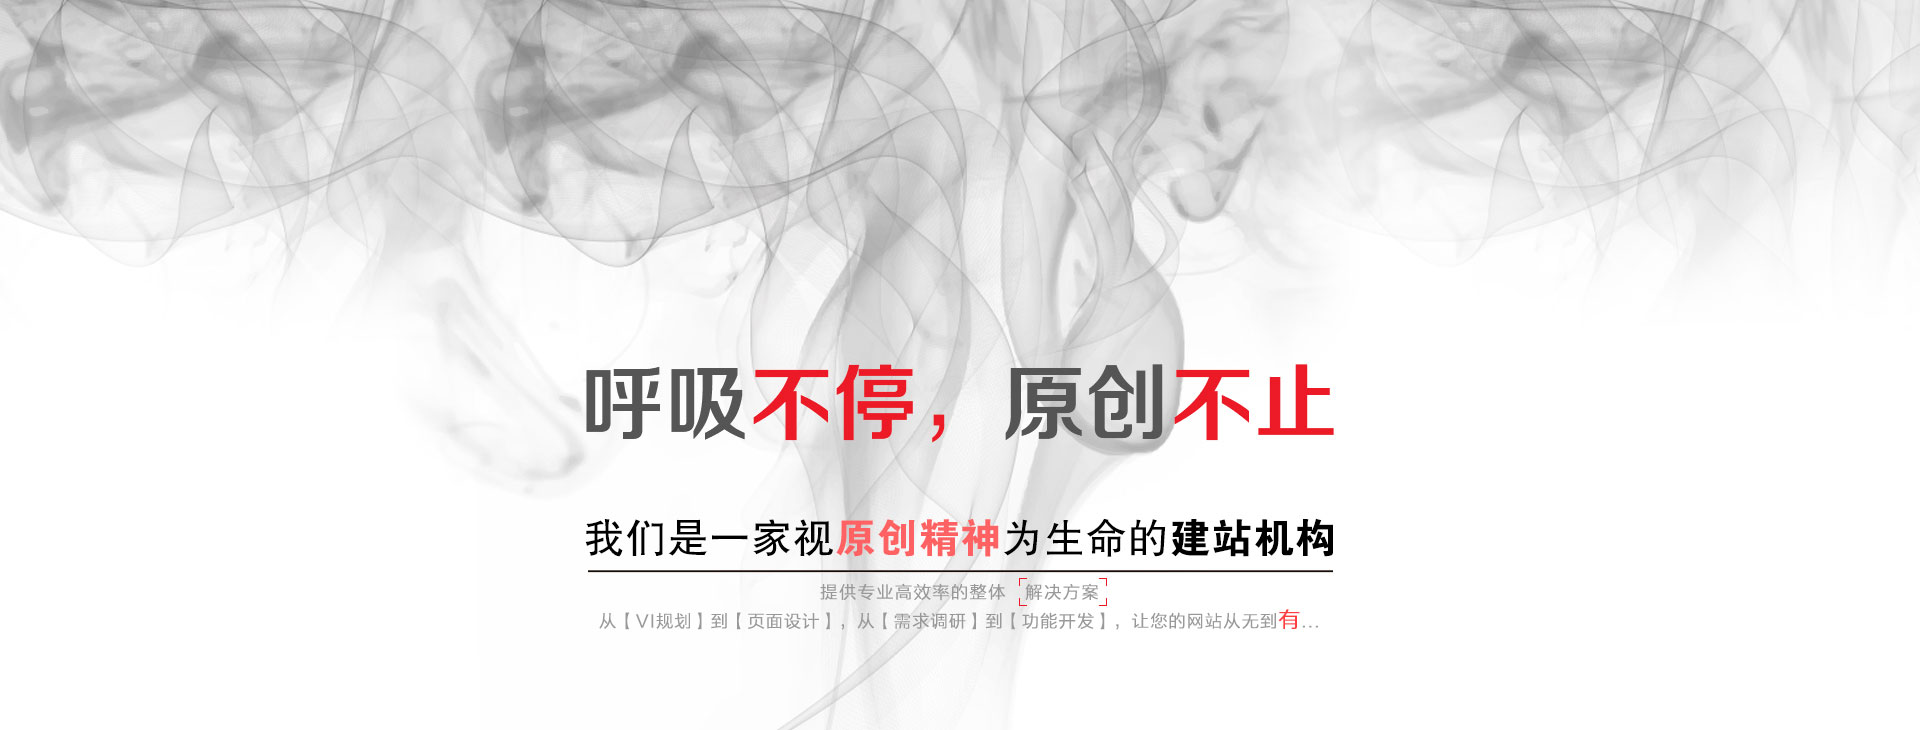 呼吸不停，原创不止
我们是一家视原创精神为生命的建站机构
提供专业高效率的整体 解决方案
从【VI规划】到【页面设计】，从【需求调研】到【功能开发】，让您的网站从无到有...